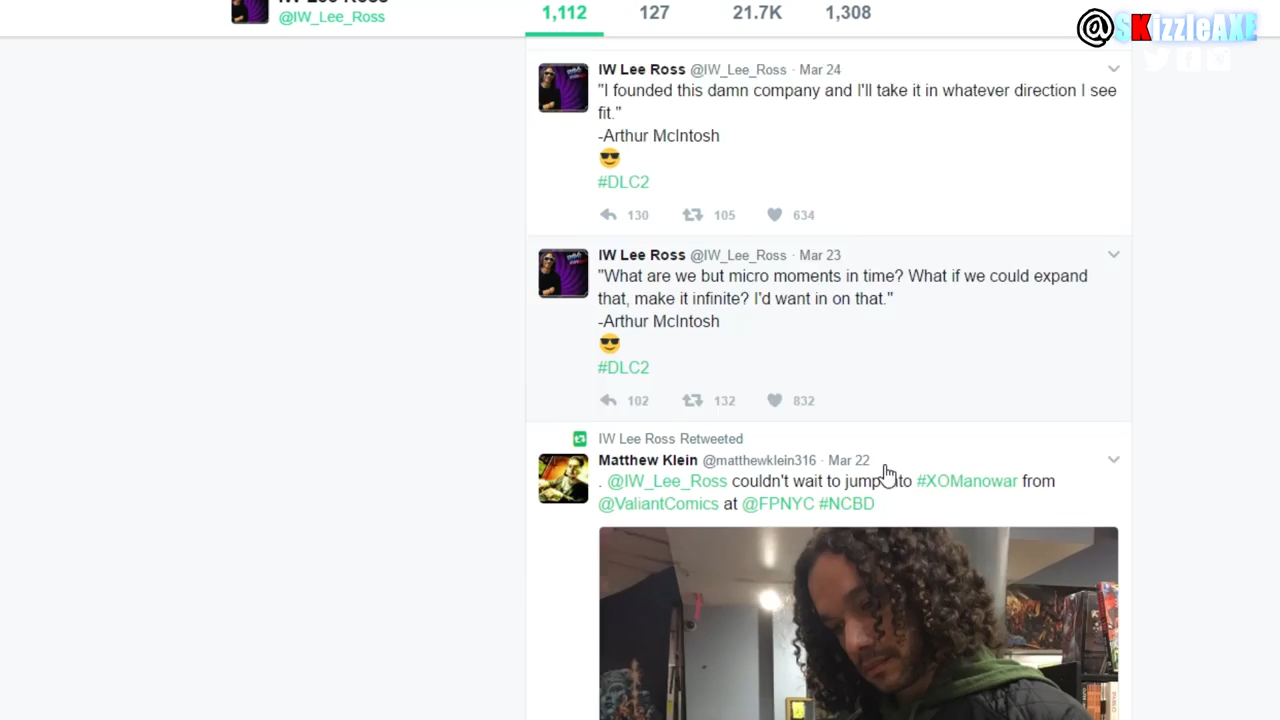 @IW_Lee_Ross
1,112 127 21.7K 1,308
@SKizzleAXE
IW Lee Ross @IW_Lee_Ross · Mar 24
"I founded this damn company and I'll take it in whatever direction I see
fit."
-Arthur McIntosh
#DLC2
130 105 634
IW Lee Ross @IW_Lee_Ross · Mar 23
"What are we but micro moments in time? What if we could expand
that, make it infinite? I'd want in on that."
-Arthur McIntosh
#DLC2
102 132 832
IW Lee Ross Retweeted
Matthew Klein @matthewklein316 · Mar 22
. @IW_Lee_Ross couldn't wait to jump to #XOManowar from
@ValiantComics at @FPNYC #NCBD